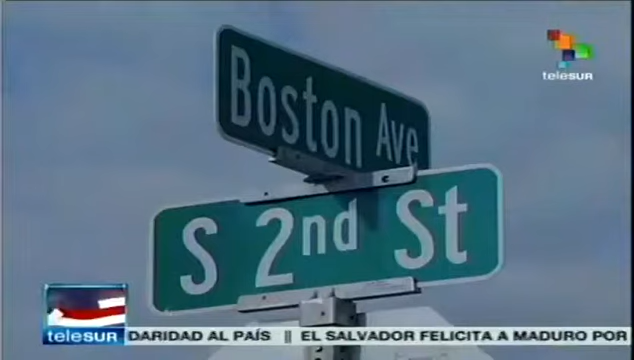 Boston Ave
S 2nd St
telesur
telesur DARIDAD AL PAÍS || EL SALVADOR FELICITA A MADURO POR